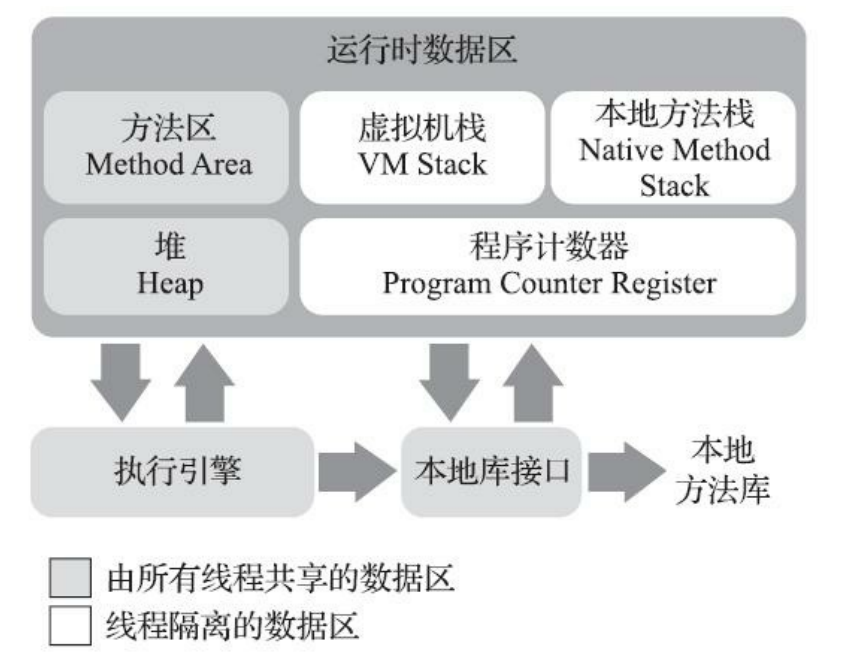 运行时数据区
方法区
Method Area
虚拟机栈
VM Stack
本地方法栈
Native Method
Stack
堆
Heap
程序计数器
Program Counter Register
执行引擎
本地库接口
本地
方法库
由所有线程共享的数据区
线程隔离的数据区